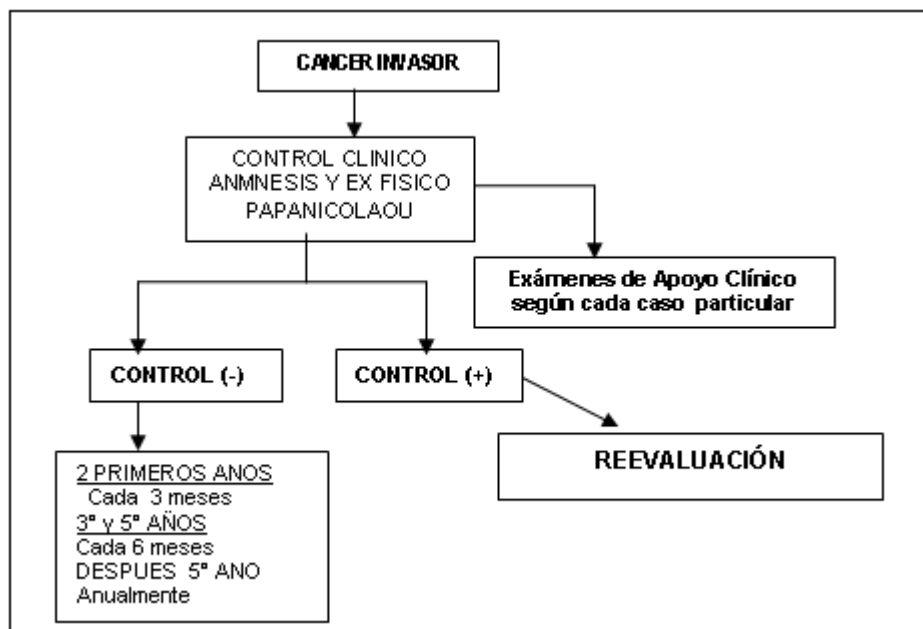 CANCER INVASOR
CONTROL CLINICO
ANMNESIS Y EX FISICO
PAPANICOLAOU
Exámenes de Apoyo Clínico
según cada caso particular
CONTROL (-)
CONTROL (+)
REEVALUACIÓN
2 PRIMEROS ANOS
Cada 3 meses
3° y 5° AÑOS
Cada 6 meses
DESPUES 5° ANO
Anualmente